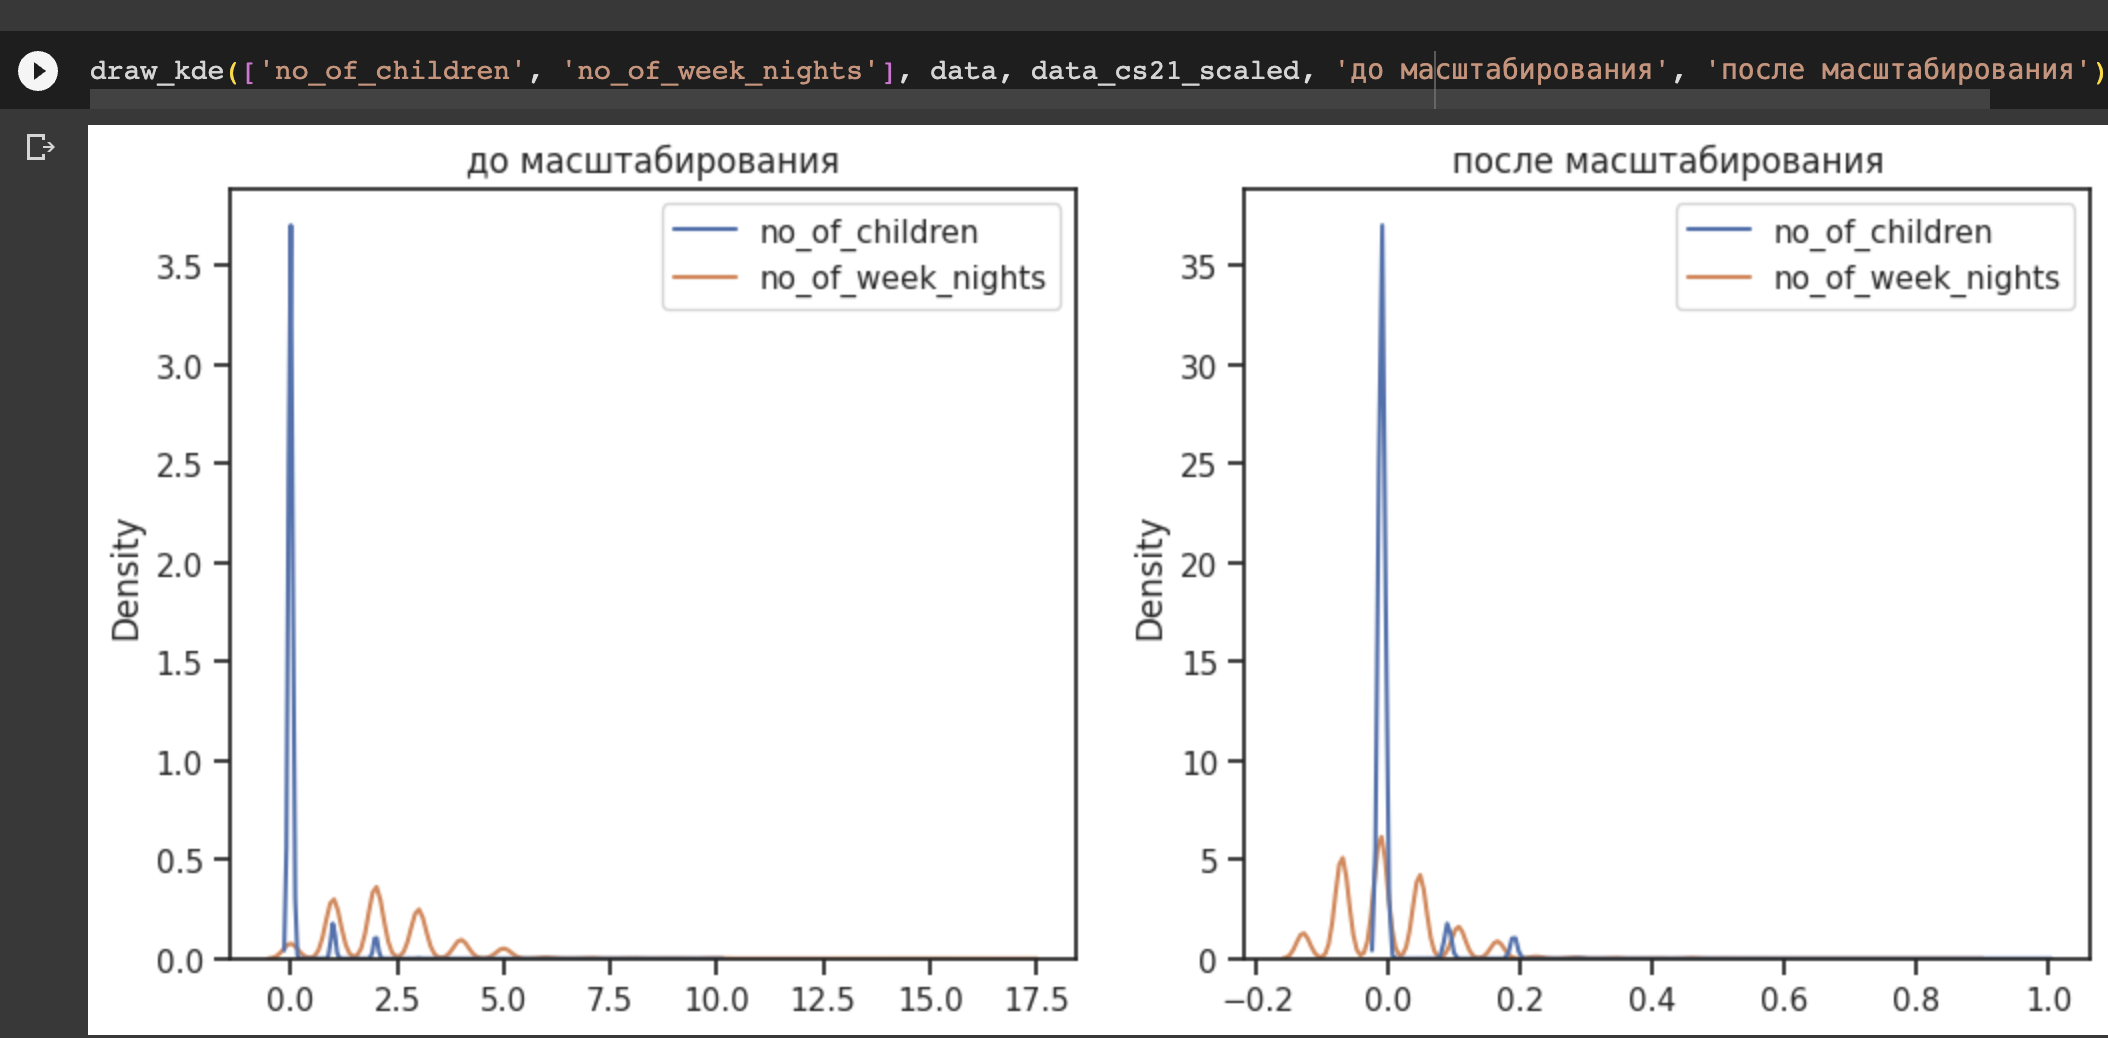 draw_kde(['no_of_children', 'no_of_week_nights'], data, data_cs21_scaled, 'до масштабирования', 'после масштабирования')
до масштабирования
no_of_children
no_of_week_nights
Density
3.5
3.0
2.5
2.0
1.5
1.0
0.5
0.0
0.0 2.5 5.0 7.5 10.0 12.5 15.0 17.5
после масштабирования
no_of_children
no_of_week_nights
Density
35
30
25
20
15
10
5
0
−0.2 0.0 0.2 0.4 0.6 0.8 1.0